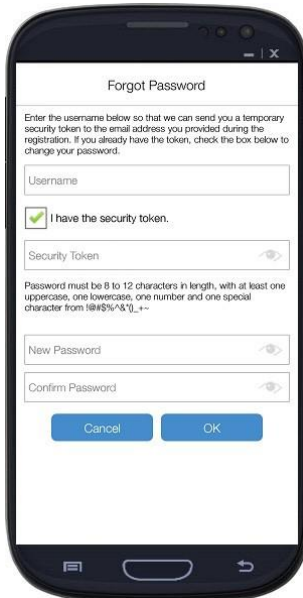 Forgot Password
Enter the username below so that we can send you a temporary
security token to the email address you provided during the
registration. If you already have the token, check the box below to
change your password.
Username
I have the security token.
Security Token
Password must be 8 to 12 characters in length, with at least one
uppercase, one lowercase, one number and one special
character from !@#$%^&*()_+~
New Password
Confirm Password
Cancel
OK